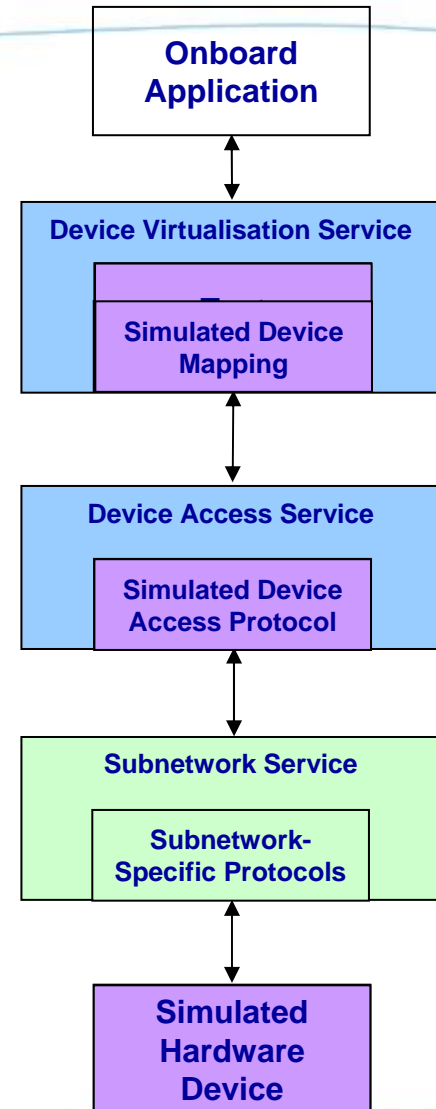 Onboard
Application
Device Virtualisation Service
Simulated Device
Mapping
Device Access Service
Simulated Device
Access Protocol
Subnetwork Service
Subnetwork-
Specific Protocols
Simulated
Hardware
Device